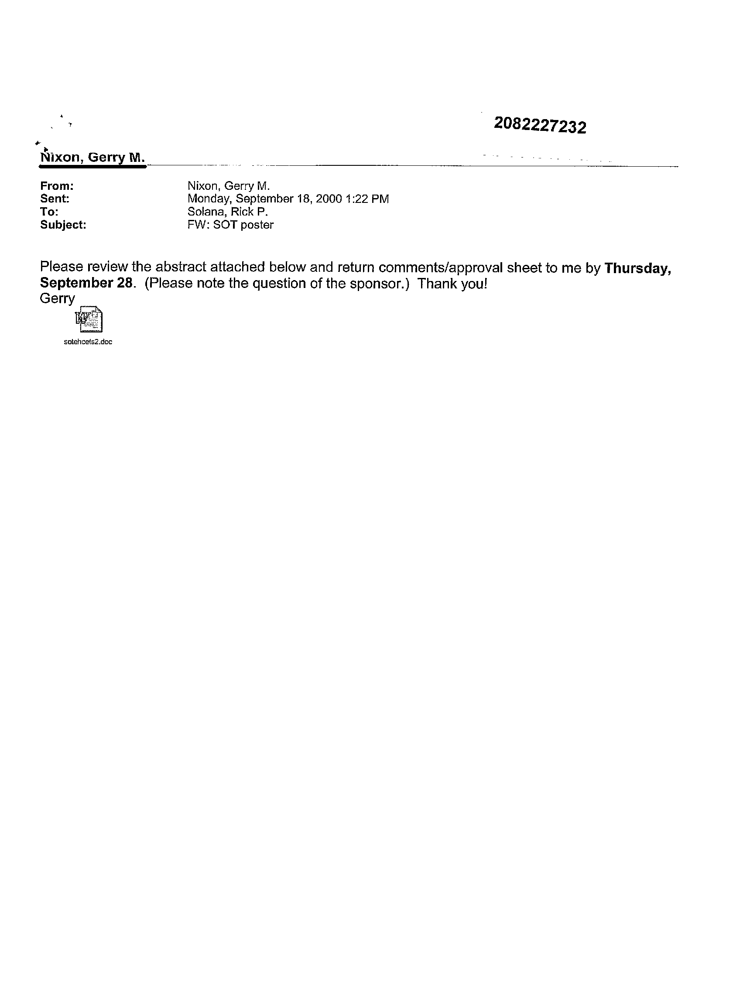 2082227232
Nixon, Gerry M.
From: Nixon, Gerry M.
Sent: Monday, September 18, 2000 1:22 PM
To: Solana, Rick P.
Subject: FW: SOT poster
Please review the abstract attached below and return comments/approval sheet to me by Thursday,
September 28. (Please note the question of the sponsor.) Thank you!
Gerry